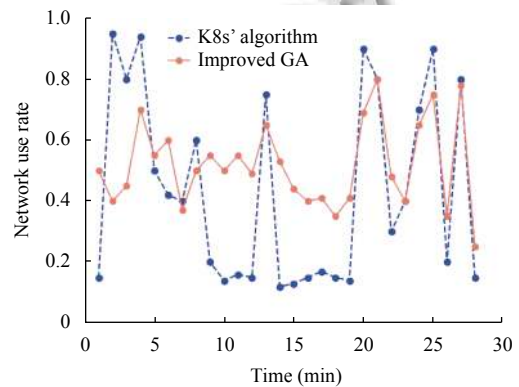 K8s' algorithm
Improved GA
Network use rate
1.0
0.8
0.6
0.4
0.2
0
0 5 10 15 20 25 30
Time (min)